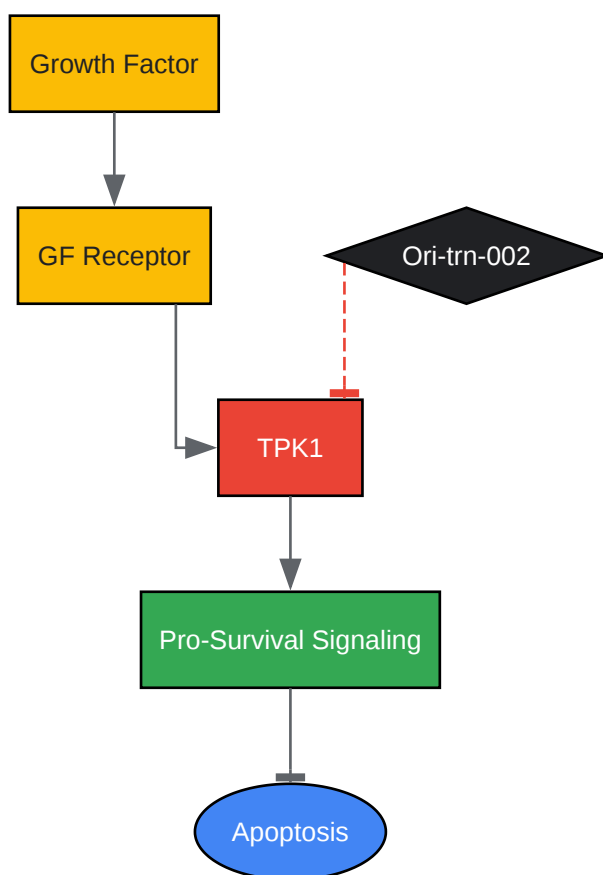 Growth Factor
GF Receptor
Ori-trn-002
TPK1
Pro-Survival Signaling
Apoptosis